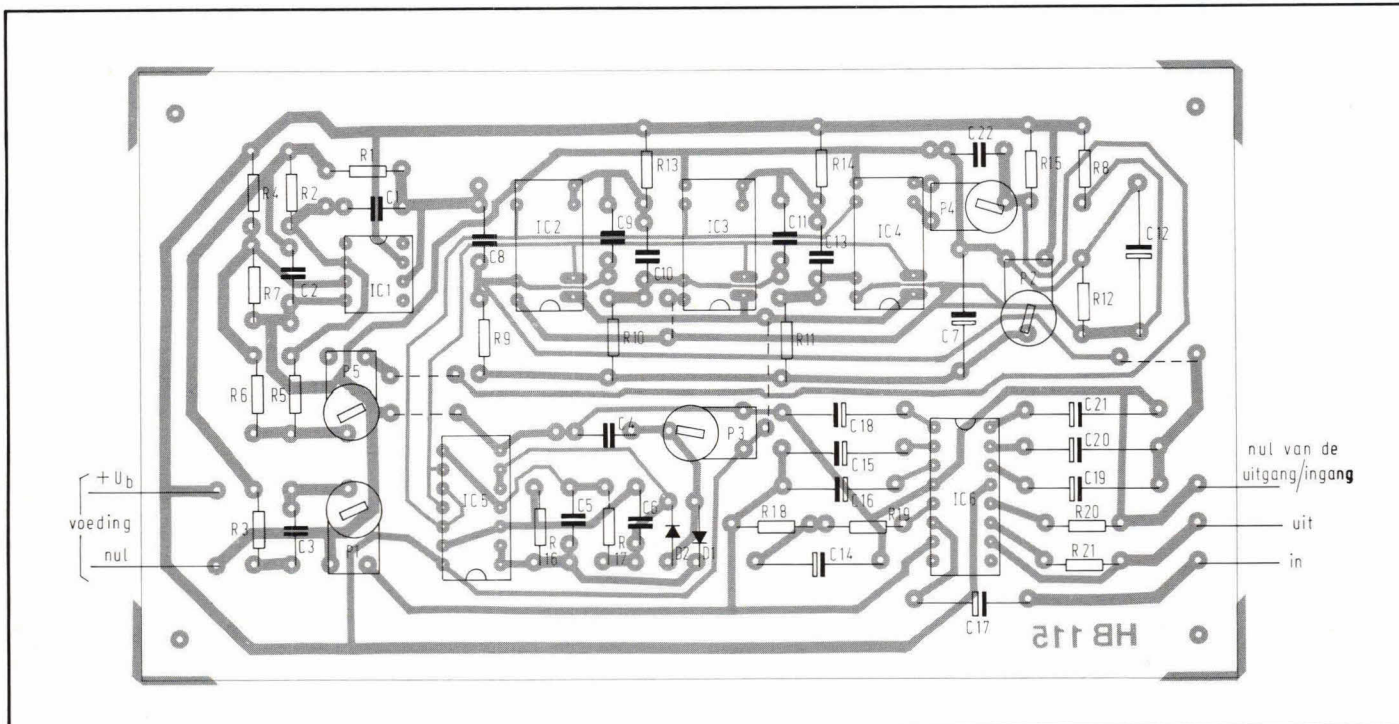 C22
R13
R14
R15
R8
R1
R4
R2
C1
P4
IC2
C9
IC3
C11
IC4
C12
C8
C10
C13
P2
R7
C2
IC1
R12
R9
R10
R11
C7
P5
R6
R5
C4
P3
C18
C21
C15
C20
nul van de
uitgang/ingang
+Ub
IC5
C16
IC6
C19
voeding
R3
C3
P1
R16
C5
R17
C6
D2
D1
R18
R19
R20
uit
nul
C14
R21
in
C17
HB 115